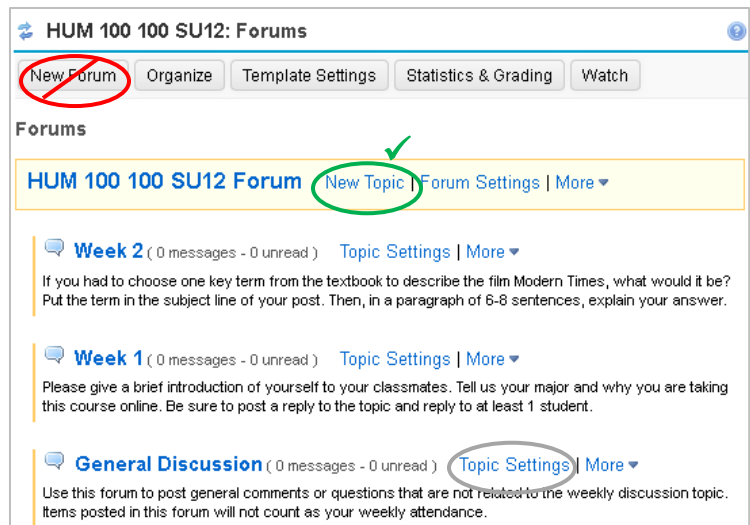 HUM 100 100 SU12: Forums
New Forum Organize Template Settings Statistics & Grading Watch
Forums
HUM 100 100 SU12 Forum New Topic | Forum Settings | More
Week 2 ( 0 messages - 0 unread ) Topic Settings | More
If you had to choose one key term from the textbook to describe the film Modern Times, what would it be?
Put the term in the subject line of your post. Then, in a paragraph of 6-8 sentences, explain your answer.
Week 1 ( 0 messages - 0 unread ) Topic Settings | More
Please give a brief introduction of yourself to your classmates. Tell us your major and why you are taking
this course online. Be sure to post a reply to the topic and reply to at least 1 student.
General Discussion ( 0 messages - 0 unread ) Topic Settings | More
Use this forum to post general comments or questions that are not related to the weekly discussion topic.
Items posted in this forum will not count as your weekly attendance.